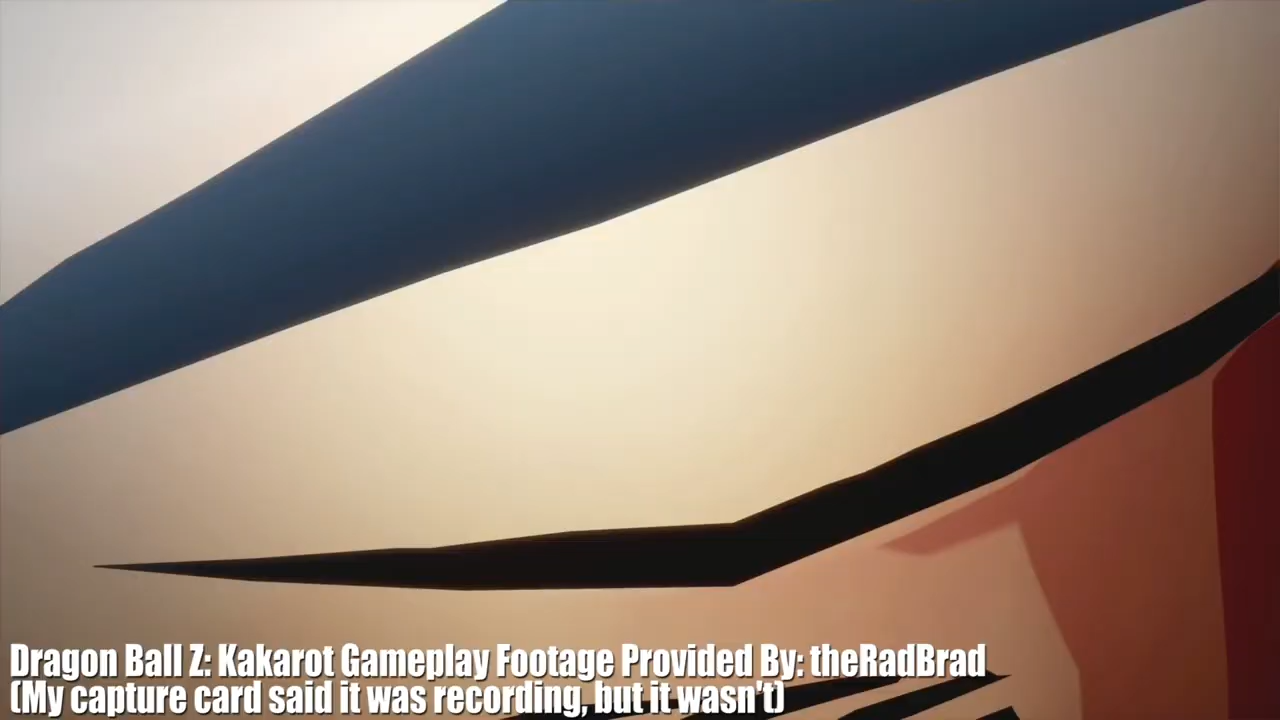 Dragon Ball Z: Kakarot Gameplay Footage Provided By: theRadBrad
(My capture card said it was recording, but it wasn't)